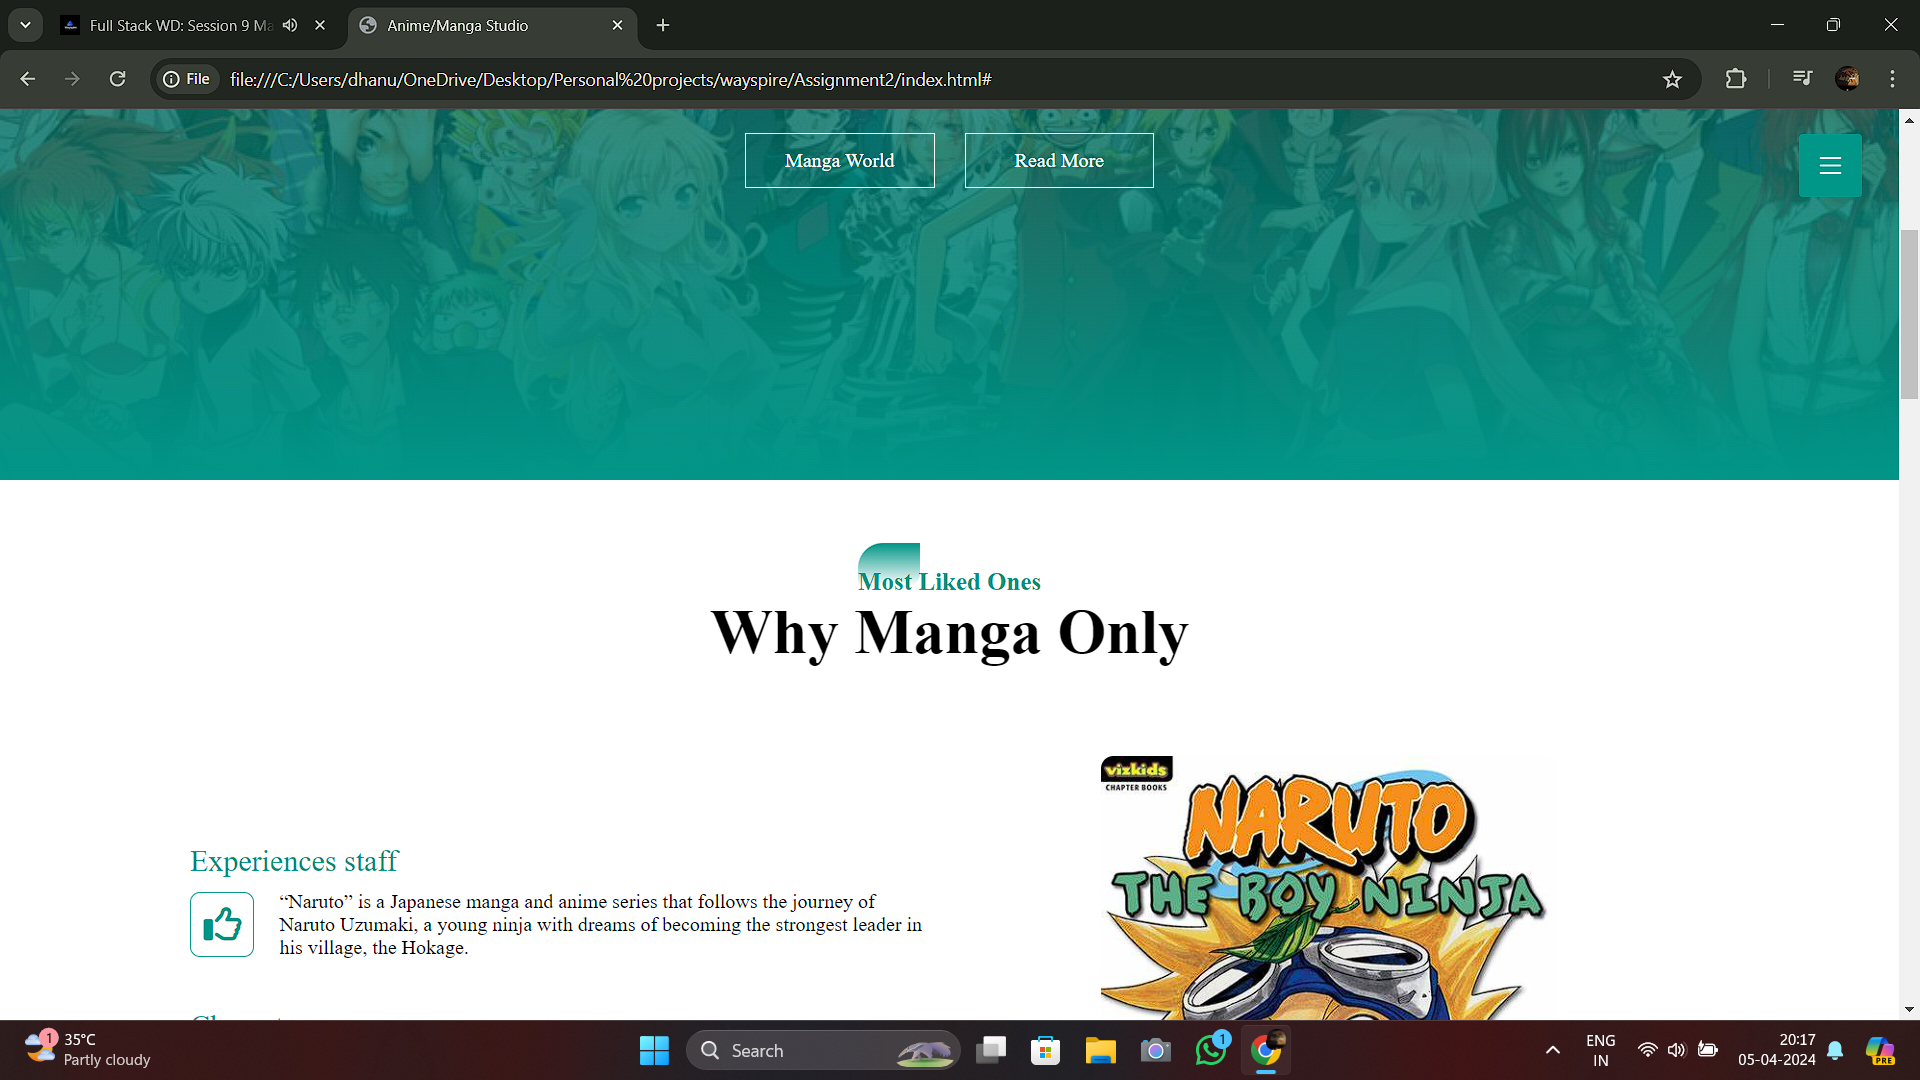 Full Stack WD: Session 9 Ma
Anime/Manga Studio
File
file:///C:/Users/dhanu/OneDrive/Desktop/Personal%20projects/wayspire/Assignment2/index.html#
Manga World
Read More
Most Liked Ones
Why Manga Only
vizkids
CHAPTER BOOKS
NARUTO
THE BOY NINJA
Experiences staff
“Naruto” is a Japanese manga and anime series that follows the journey of
Naruto Uzumaki, a young ninja with dreams of becoming the strongest leader in
his village, the Hokage.
1
35°C
Partly cloudy
Search
1
ENG
IN
20:17
05-04-2024
PRE